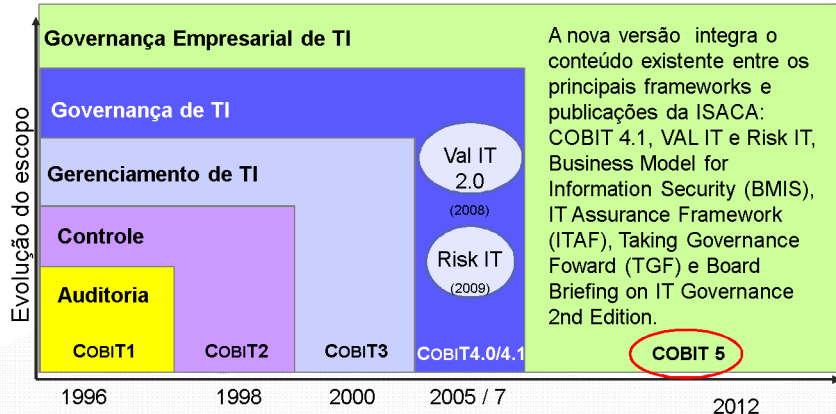 Governança Empresarial de TI
A nova versão integra o
conteúdo existente entre os
principais frameworks e
publicações da ISACA:
COBIT 4.1, VAL IT e Risk IT,
Business Model for
Information Security (BMIS),
IT Assurance Framework
(ITAF), Taking Governance
Foward (TGF) e Board
Briefing on IT Governance
2nd Edition.
Governança de TI
Val IT
2.0
(2008)
Gerenciamento de TI
Risk IT
(2009)
Controle
Auditoria
COBIT1
COBIT2
COBIT3
COBIT4.0/4.1
COBIT 5
Evolução do escopo
1996
1998
2000
2005 / 7
2012